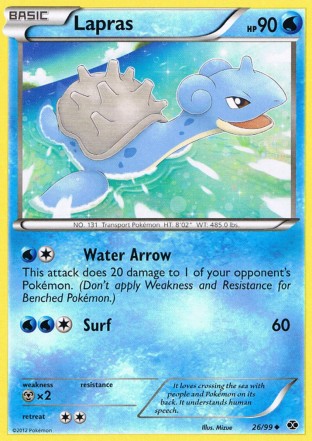 BASIC
Lapras HP 90
NO. 131 Transport Pokémon HT. 8'02" WT. 485.0 lbs.
Water Arrow
This attack does 20 damage to 1 of your opponent's
Pokémon. (Don't apply Weakness and Resistance for
Benched Pokémon.)
Surf 60
weakness resistance
×2
It loves crossing the sea with
people and Pokémon on its
back. It understands human
speech.
retreat
©2012 Pokémon Illus. Mizue 26/99